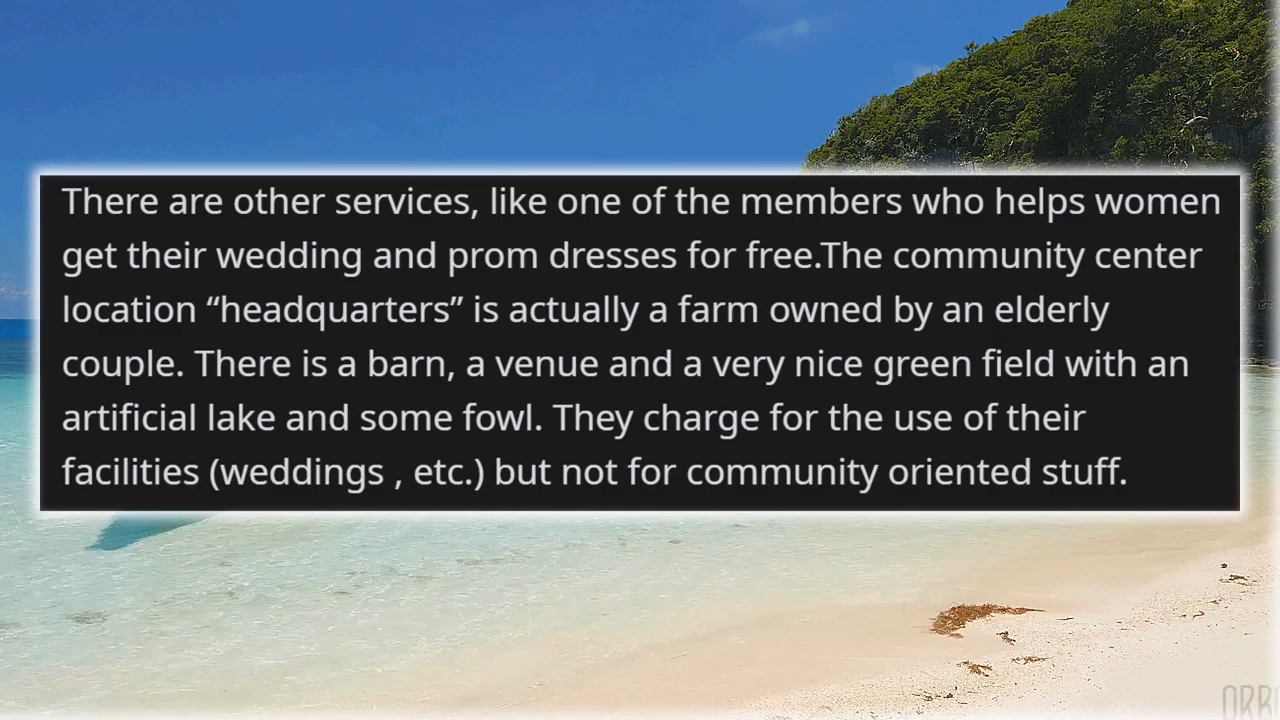 There are other services, like one of the members who helps women
get their wedding and prom dresses for free.The community center
location “headquarters” is actually a farm owned by an elderly
couple. There is a barn, a venue and a very nice green field with an
artificial lake and some fowl. They charge for the use of their
facilities (weddings , etc.) but not for community oriented stuff.